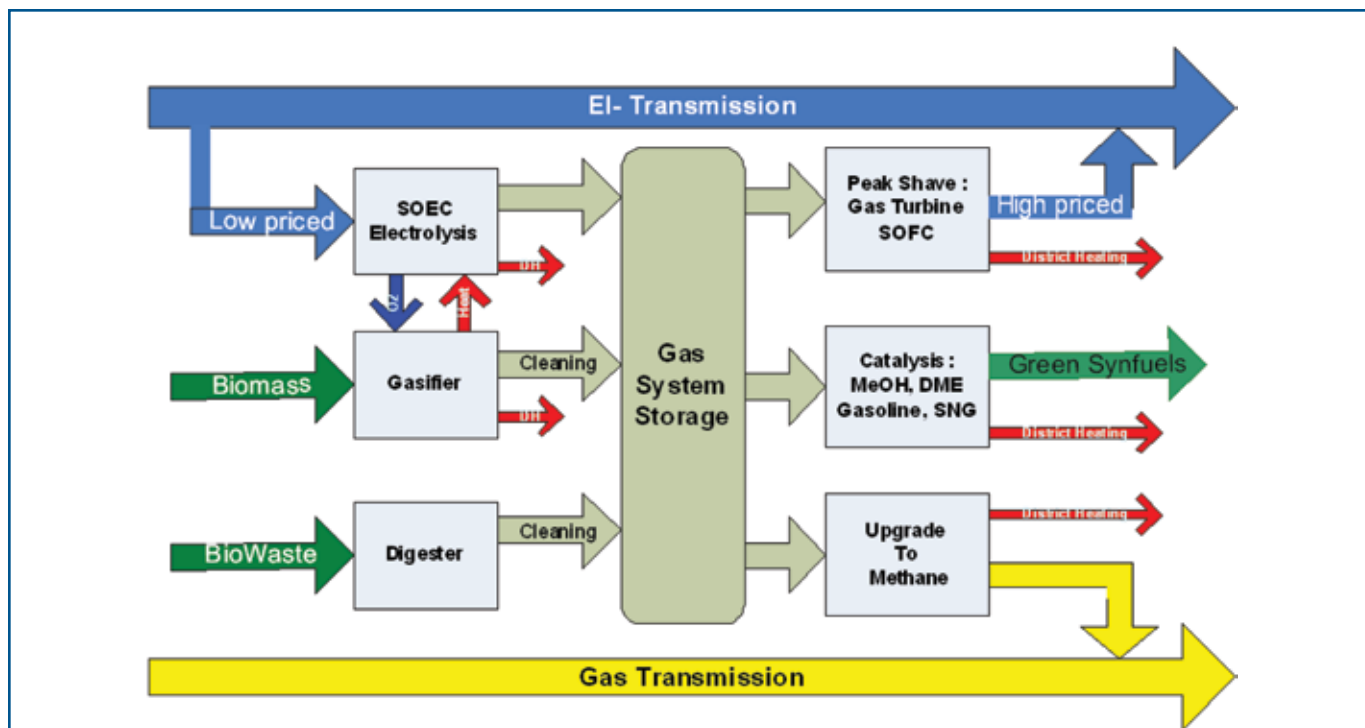 El- Transmission
Low priced
SOEC
Electrolysis
DH
O2
Heat
Biomass
Gasifier
Cleaning
DH
BioWaste
Digester
Cleaning
Gas
System
Storage
Peak Shave :
Gas Turbine
SOFC
High priced
District Heating
Catalysis :
MeOH, DME
Gasoline, SNG
Green Synfuels
District Heating
Upgrade
To
Methane
District Heating
Gas Transmission